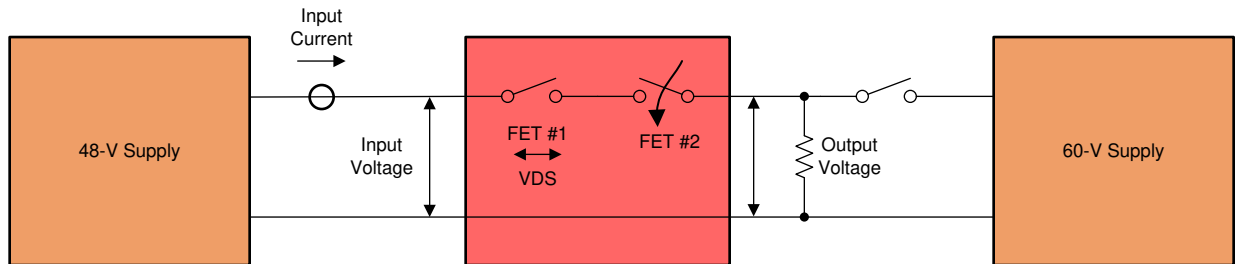 Input
Current
48-V Supply
Input
Voltage
FET #1
VDS
FET #2
Output
Voltage
60-V Supply